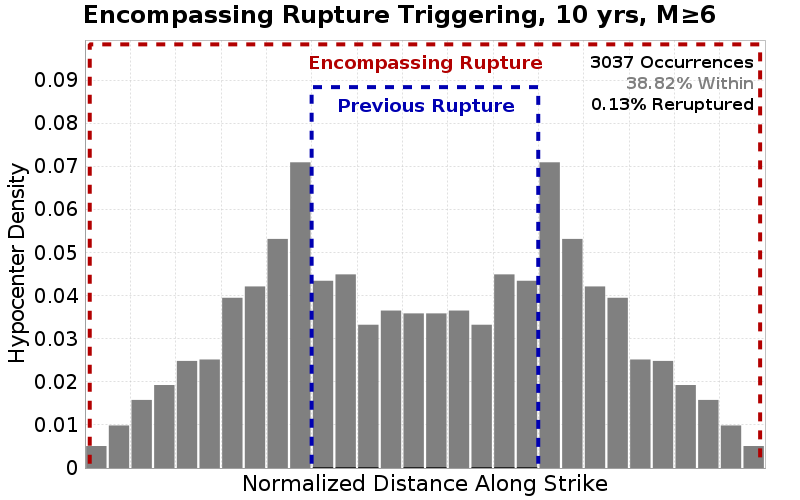 Encompassing Rupture Triggering, 10 yrs, M≥6
Encompassing Rupture
3037 Occurrences
38.82% Within
Previous Rupture
0.13% Reruptured
Hypocenter Density
0.09
0.08
0.07
0.06
0.05
0.04
0.03
0.02
0.01
0
Normalized Distance Along Strike